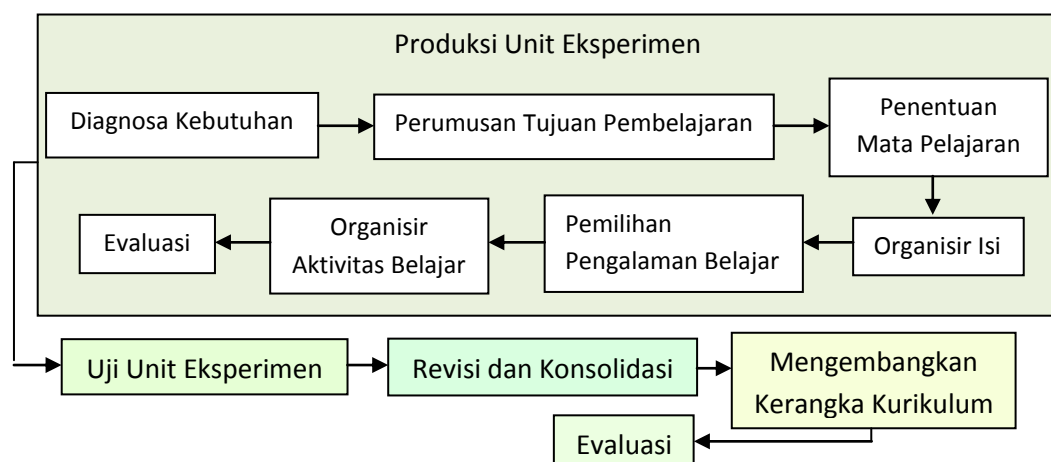 Produksi Unit Eksperimen
Diagnosa Kebutuhan
Perumusan Tujuan Pembelajaran
Penentuan
Mata Pelajaran
Organisir Isi
Pemilihan
Pengalaman Belajar
Organisir
Aktivitas Belajar
Evaluasi
Uji Unit Eksperimen
Revisi dan Konsolidasi
Mengembangkan
Kerangka Kurikulum
Evaluasi